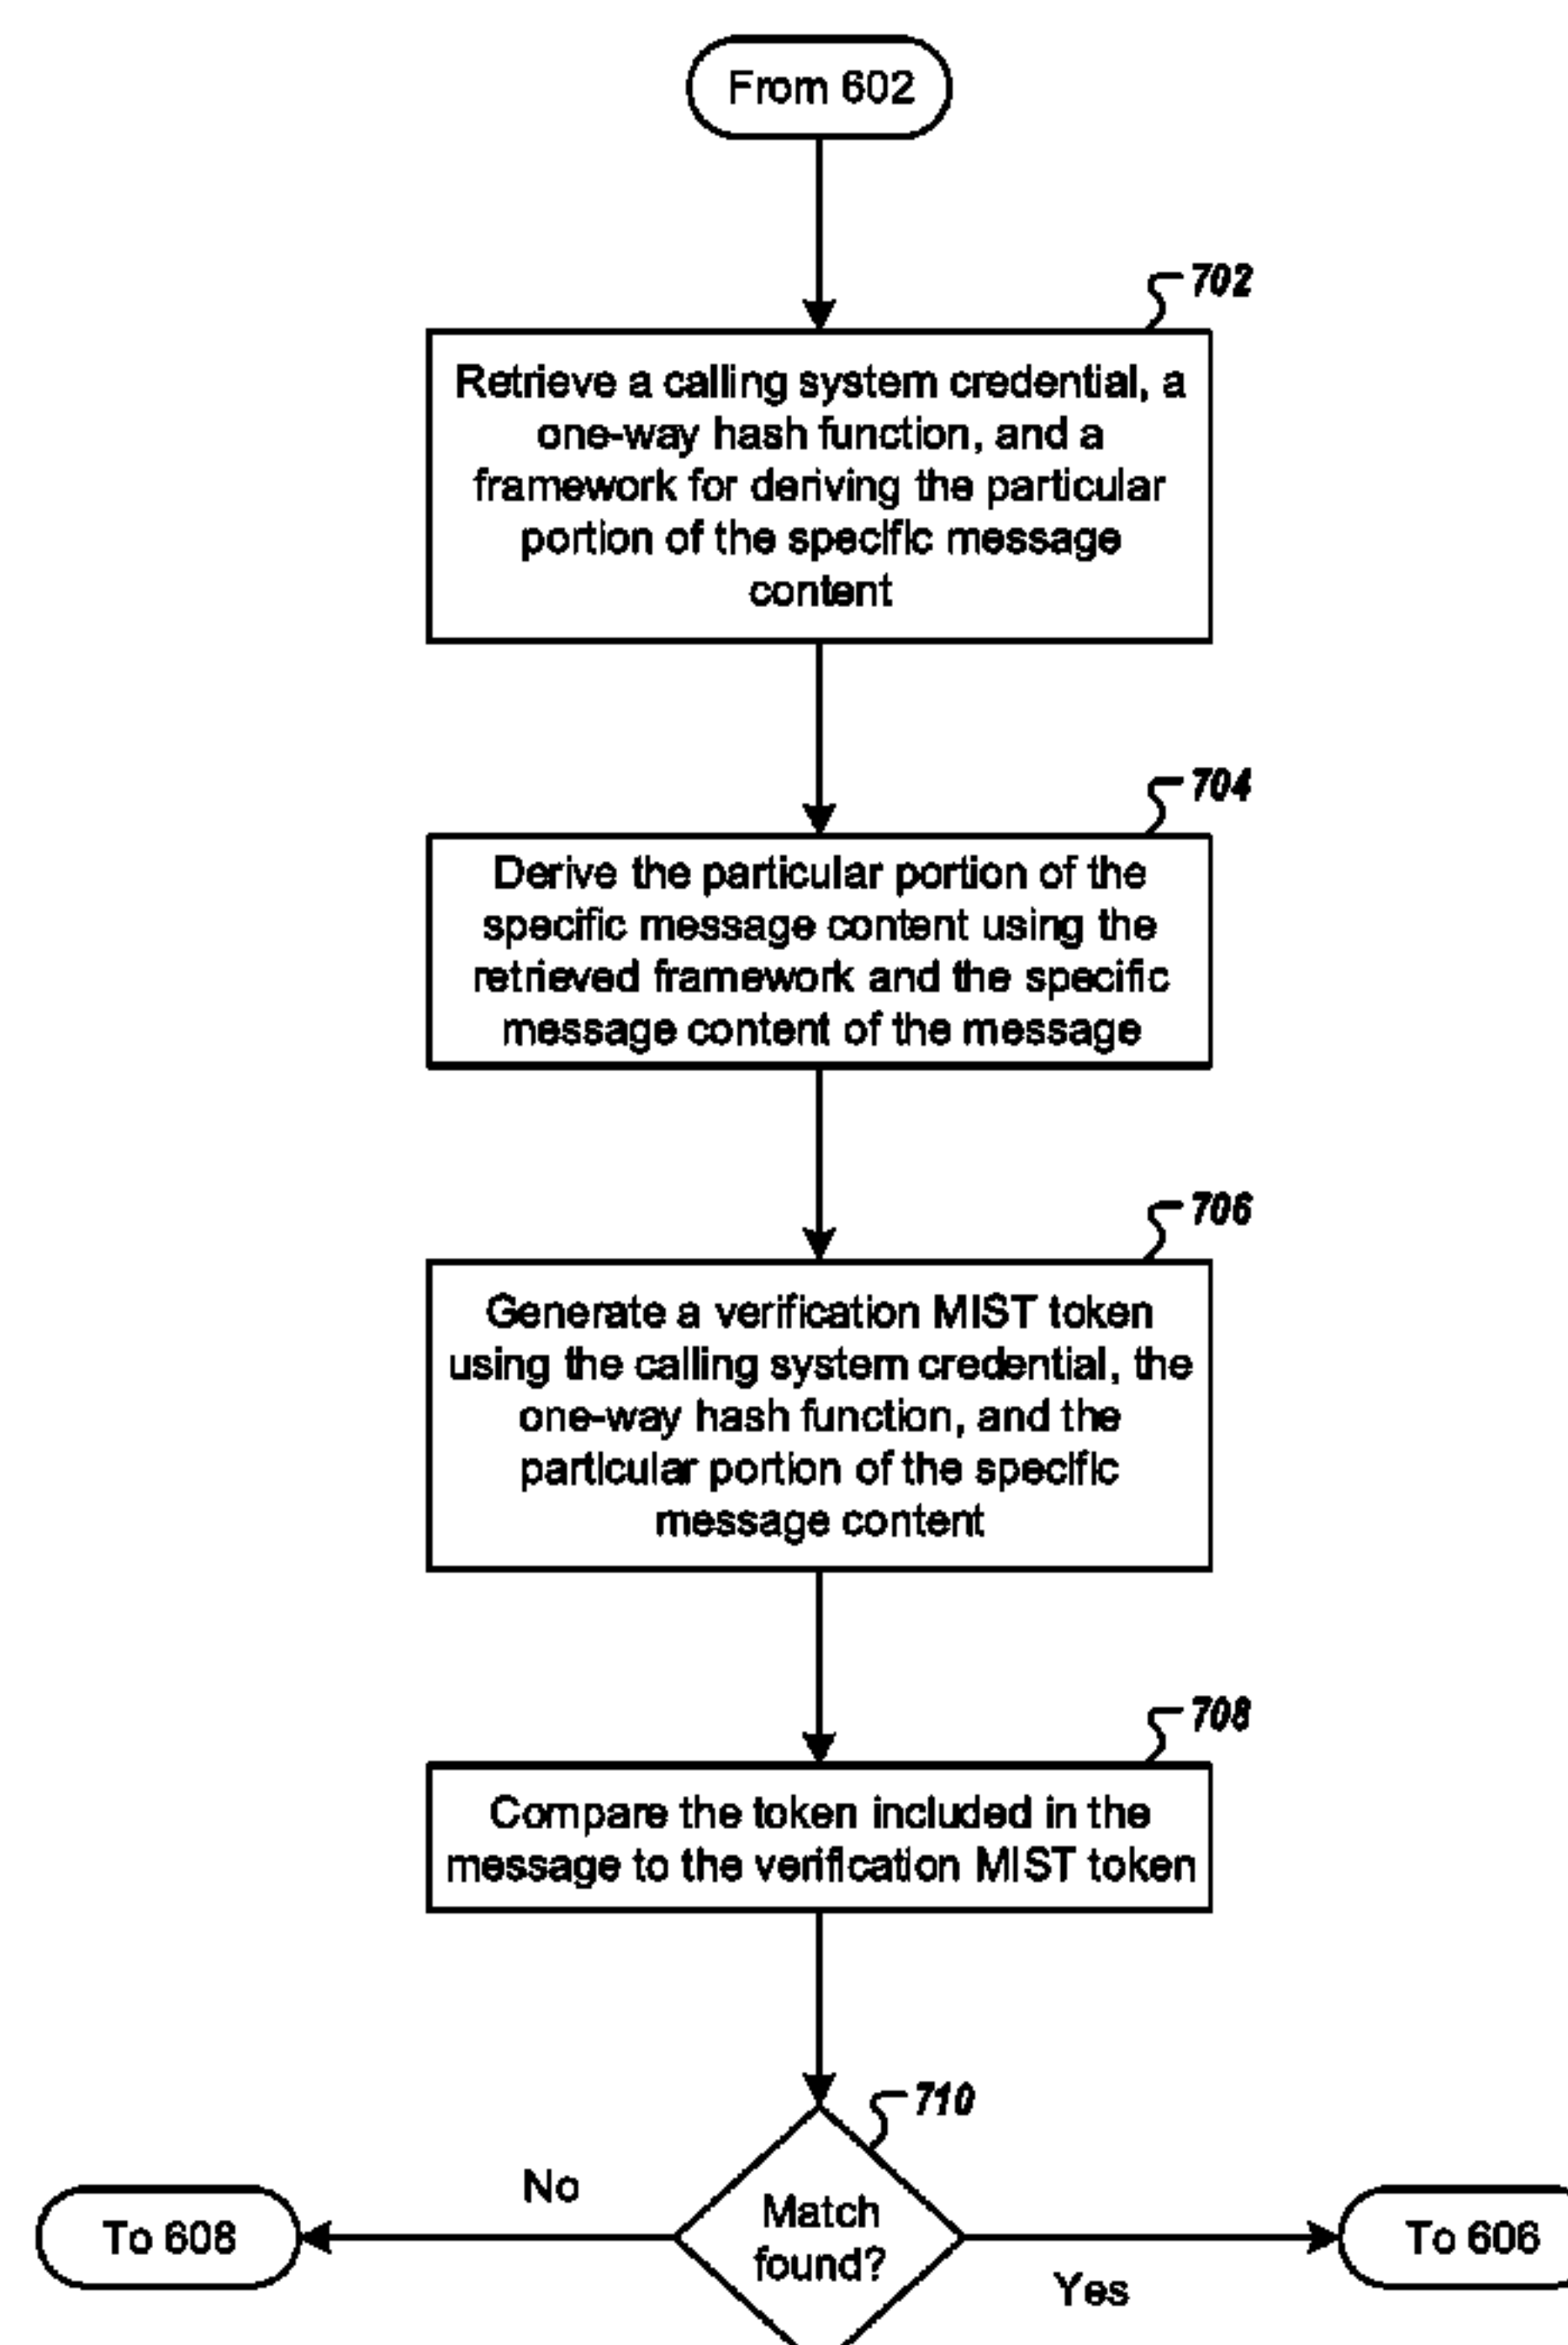 From 602
702
Retrieve a calling system credential, a
one-way hash function, and a
framework for deriving the particular
portion of the specific message
content
704
Derive the particular portion of the
specific message content using the
retrieved framework and the specific
message content of the message
706
Generate a verification MIST token
using the calling system credential, the
one-way hash function, and the
particular portion of the specific
message content
708
Compare the token included in the
message to the verification MIST token
710
No
Match
found?
Yes
To 608
To 606